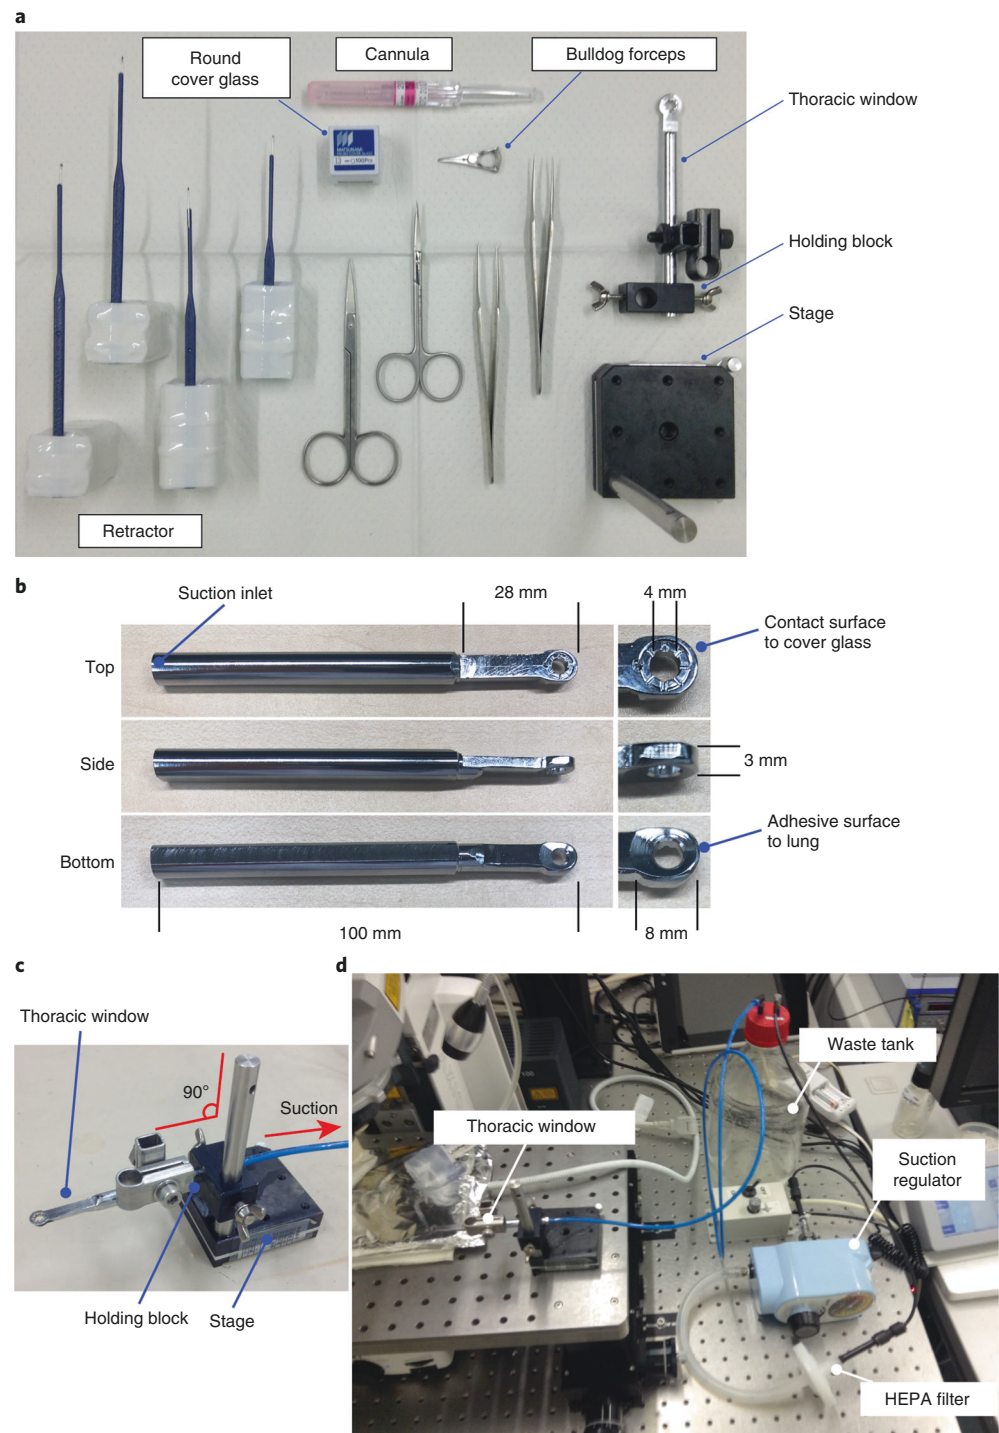 a
Round
cover glass
Cannula
Bulldog forceps
Thoracic window
Holding block
Stage
MATSUNAMI
100Pcs
Retractor
b
Suction inlet
28 mm
4 mm
Contact surface
to cover glass
Top
Side
3 mm
Bottom
Adhesive surface
to lung
100 mm
8 mm
c
Thoracic window
90°
Suction
Holding block
Stage
d
Waste tank
Thoracic window
Suction
regulator
HEPA filter